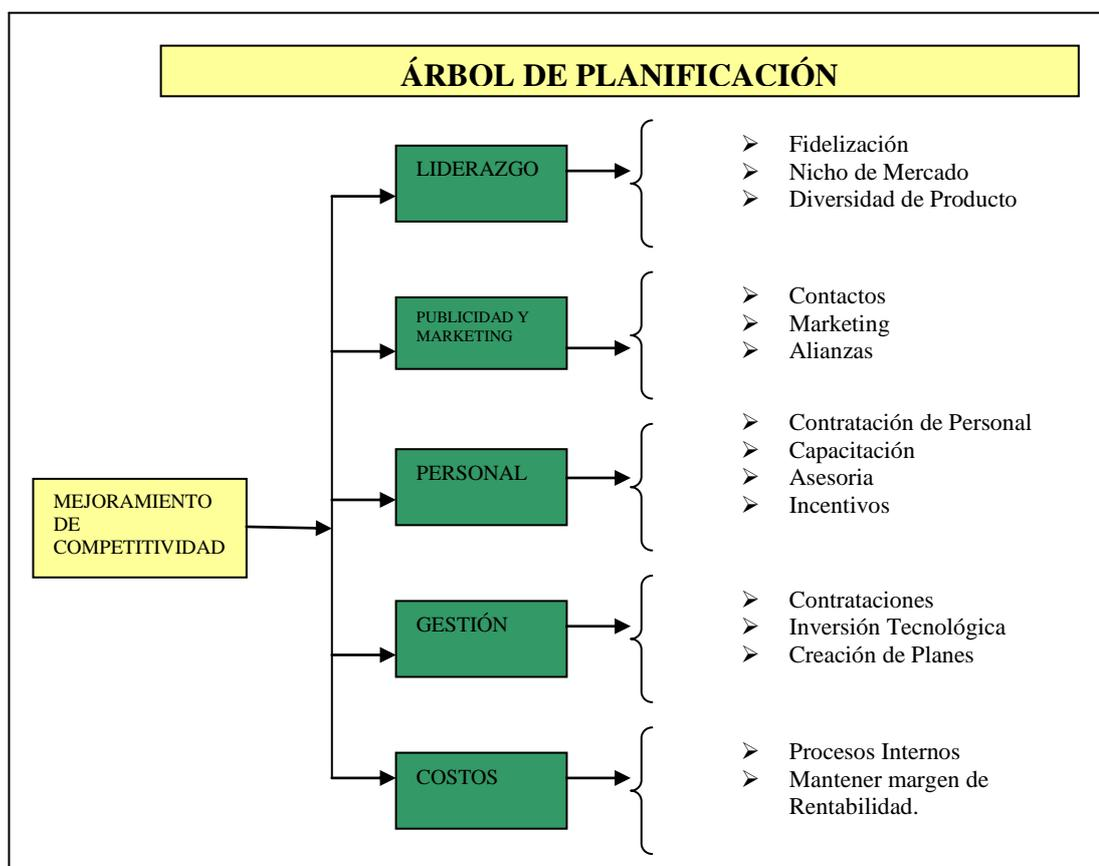 ÁRBOL DE PLANIFICACIÓN
LIDERAZGO
Fidelización
Nicho de Mercado
Diversidad de Producto
PUBLICIDAD Y
MARKETING
Contactos
Marketing
Alianzas
PERSONAL
Contratación de Personal
Capacitación
Asesoria
Incentivos
MEJORAMIENTO
DE
COMPETITIVIDAD
GESTIÓN
Contrataciones
Inversión Tecnológica
Creación de Planes
COSTOS
Procesos Internos
Mantener margen de
Rentabilidad.